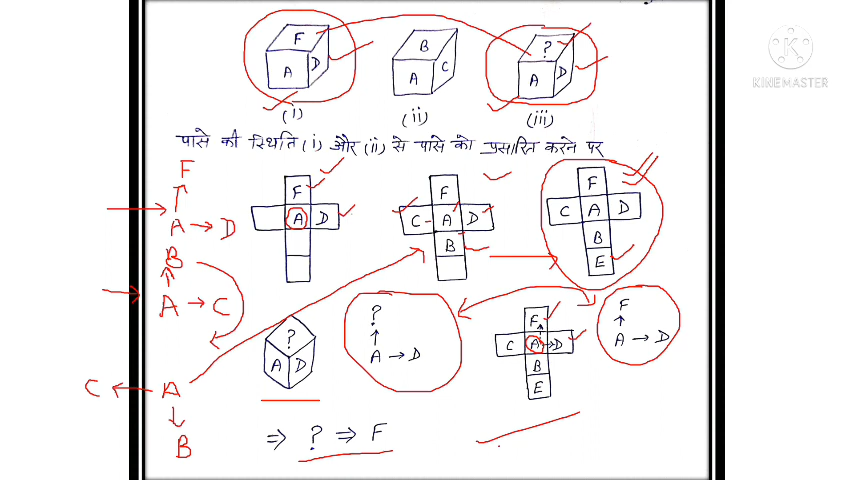 F B ?
A D A C A D
(i) (ii) (iii)
पासे की स्थिति (i) और (ii) से पासे को प्रसारित करने पर
F
A → D
B
A → C
C ← A
B
F
A D
F
C A D
B
F
C A D
B
E
?
A D
?
↑
A → D
F
C A → D
B
E
F
↑
A → D
⇒ ? ⇒ F
K
KINEMASTER